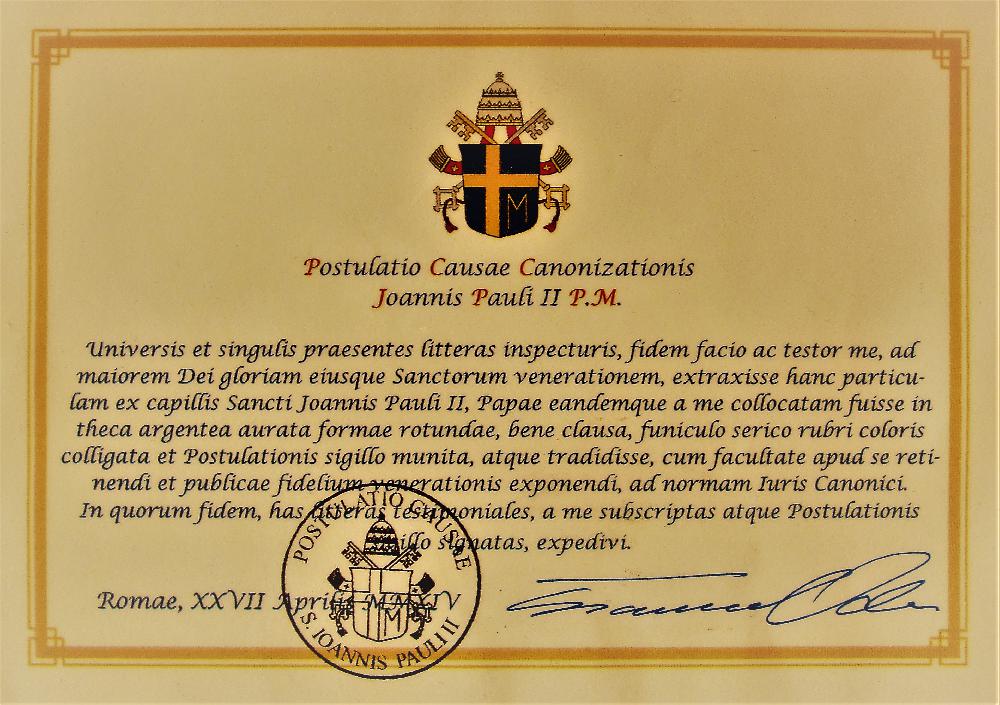 Postulatio Causae Canonizationis
Joannis Pauli II P.M.
Universis et singulis praesentes litteras inspecturis, fidem facio ac testor me, ad
maiorem Dei gloriam eiusque Sanctorum venerationem, extraxisse hanc particu-
lam ex capillis Sancti Joannis Pauli II, Papae eandemque a me collocatam fuisse in
theca argentea aurata formae rotundae, bene clausa, funiculo serico rubri coloris
colligata et Postulationis sigillo munita, atque tradidisse, cum facultate apud se reti-
nendi et publicae fidelium venerationis exponendi, ad normam Iuris Canonici.
In quorum fidem, has litteras testimoniales, a me subscriptas atque Postulationis
signatas, expedivi.
Romae, XXVII Aprilis MMXIV
POSTULATIO CAUSAE
S. IOANNIS PAULI II
M
M